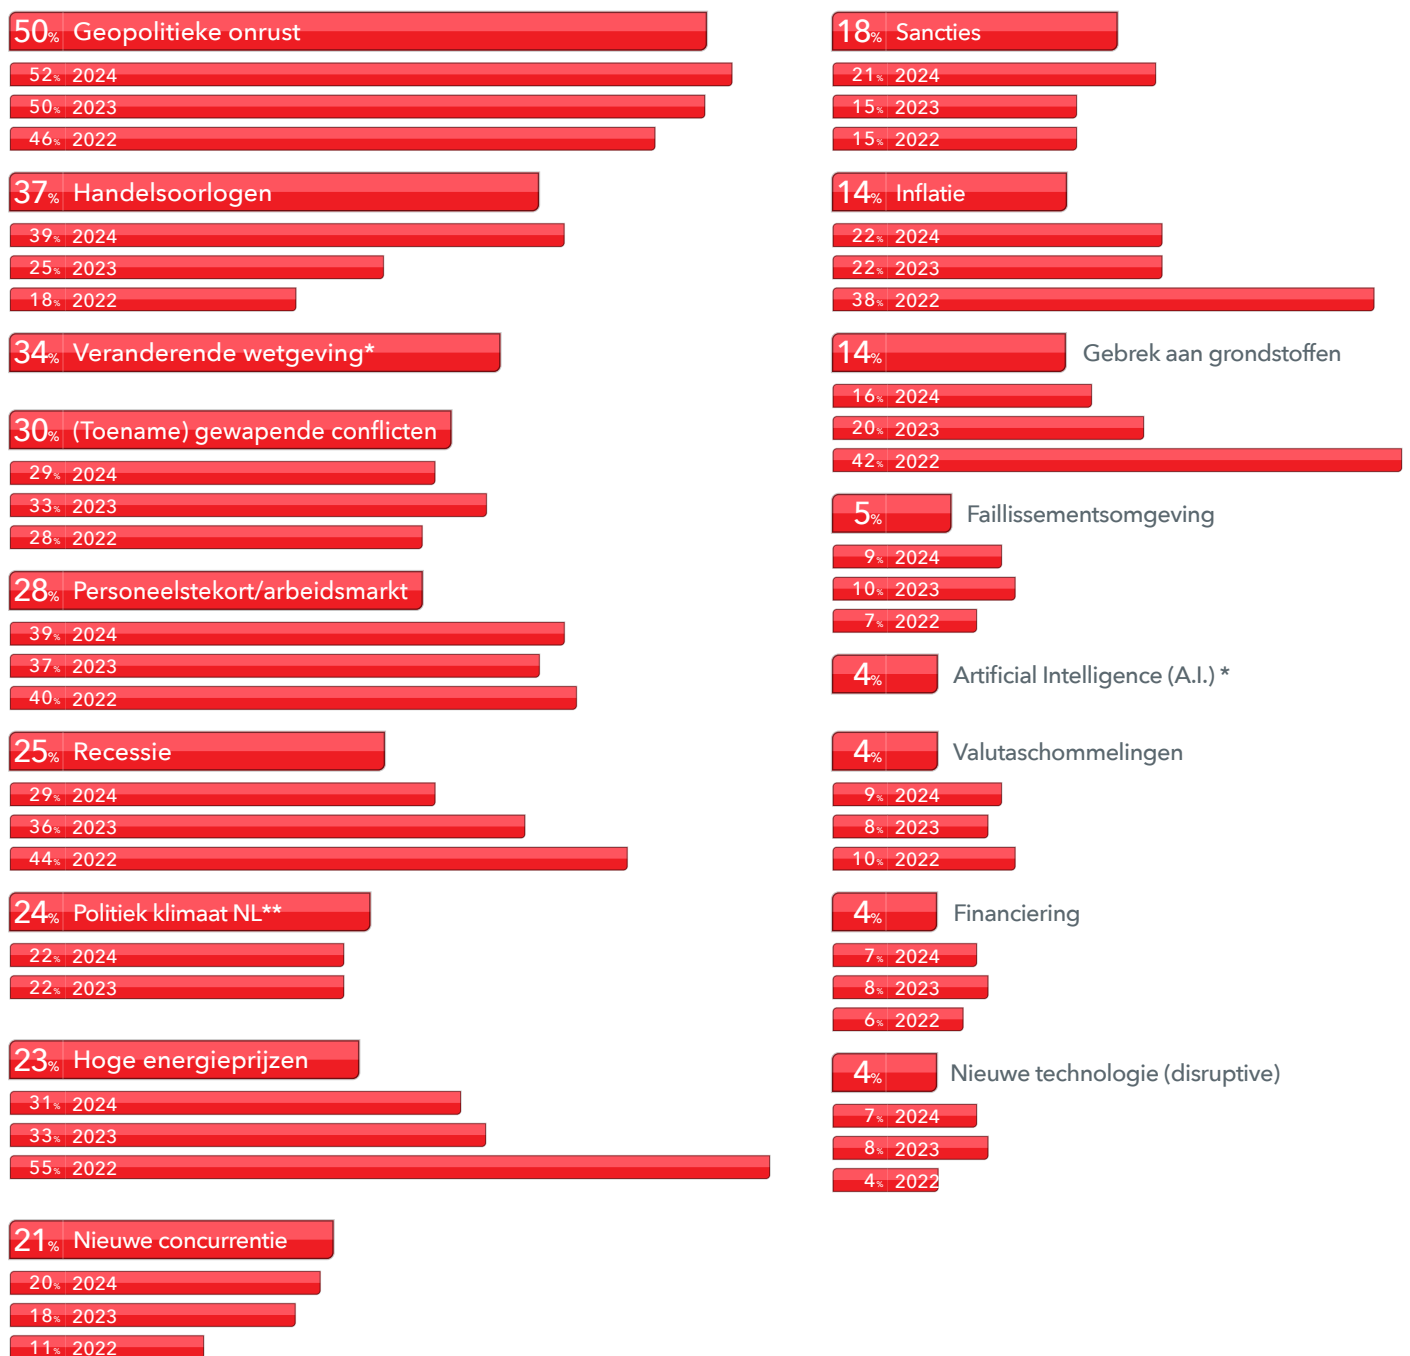 50% Geopolitieke onrust
52% 2024
50% 2023
46% 2022
37% Handelsoorlogen
39% 2024
25% 2023
18% 2022
34% Veranderende wetgeving*
30% (Toename) gewapende conflicten
29% 2024
33% 2023
28% 2022
28% Personeelstekort/arbeidsmarkt
39% 2024
37% 2023
40% 2022
25% Recessie
29% 2024
36% 2023
44% 2022
24% Politiek klimaat NL**
22% 2024
22% 2023
23% Hoge energieprijzen
31% 2024
33% 2023
55% 2022
21% Nieuwe concurrentie
20% 2024
18% 2023
11% 2022
18% Sancties
21% 2024
15% 2023
15% 2022
14% Inflatie
22% 2024
22% 2023
38% 2022
14% Gebrek aan grondstoffen
16% 2024
20% 2023
42% 2022
5% Faillissementsomgeving
9% 2024
10% 2023
7% 2022
4% Artificial Intelligence (A.I.) *
4% Valutaschommelingen
9% 2024
8% 2023
10% 2022
4% Financiering
7% 2024
8% 2023
6% 2022
4% Nieuwe technologie (disruptive)
7% 2024
8% 2023
4% 2022